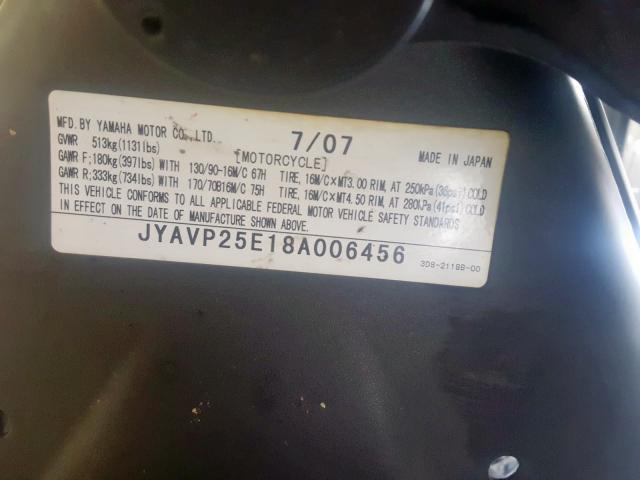 MFD. BY YAMAHA MOTOR CO., LTD. 7/07 MADE IN JAPAN
GVWR 513kg(1131lbs) [MOTORCYCLE]
GAWR F;180kg(397lbs) WITH 130/90-16M/C 67H TIRE, 16M/C×MT3.00 RIM, AT 250kPa(36psi)COLD
GAWR R;333kg(734lbs) WITH 170/70B16M/C 75H TIRE, 16M/C×MT4.50 RIM, AT 280kPa(41psi)COLD
THIS VEHICLE CONFORMS TO ALL APPLICABLE FEDERAL MOTOR VEHICLE SAFETY STANDARDS
IN EFFECT ON THE DATE OF MANUFACTURE SHOWN ABOVE.
JYAVP25E18A006456
3D8-2118B-00